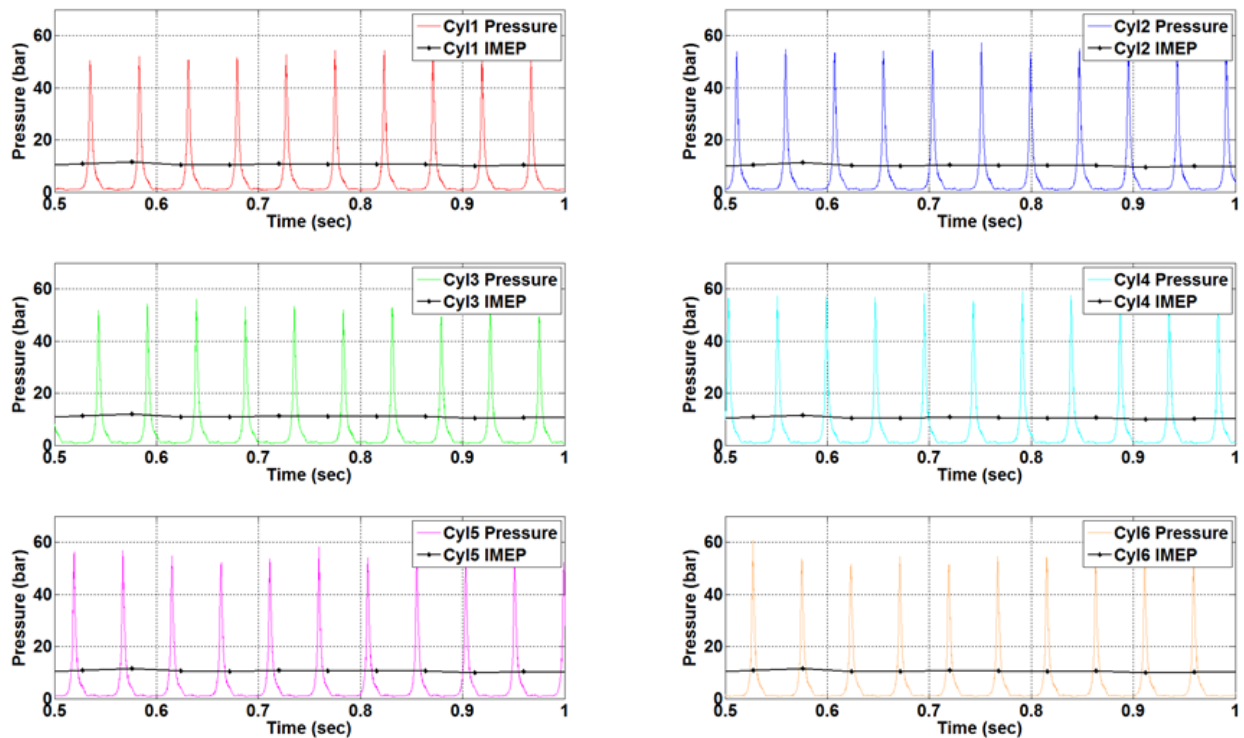 Cyl1 Pressure
Cyl1 IMEP
60
40
20
0
Pressure (bar)
0.5 0.6 0.7 0.8 0.9 1
Time (sec)
Cyl2 Pressure
Cyl2 IMEP
60
40
20
0
Pressure (bar)
0.5 0.6 0.7 0.8 0.9 1
Time (sec)
Cyl3 Pressure
Cyl3 IMEP
60
40
20
0
Pressure (bar)
0.5 0.6 0.7 0.8 0.9 1
Time (sec)
Cyl4 Pressure
Cyl4 IMEP
60
40
20
0
Pressure (bar)
0.5 0.6 0.7 0.8 0.9 1
Time (sec)
Cyl5 Pressure
Cyl5 IMEP
60
40
20
0
Pressure (bar)
0.5 0.6 0.7 0.8 0.9 1
Time (sec)
Cyl6 Pressure
Cyl6 IMEP
60
40
20
0
Pressure (bar)
0.5 0.6 0.7 0.8 0.9 1
Time (sec)